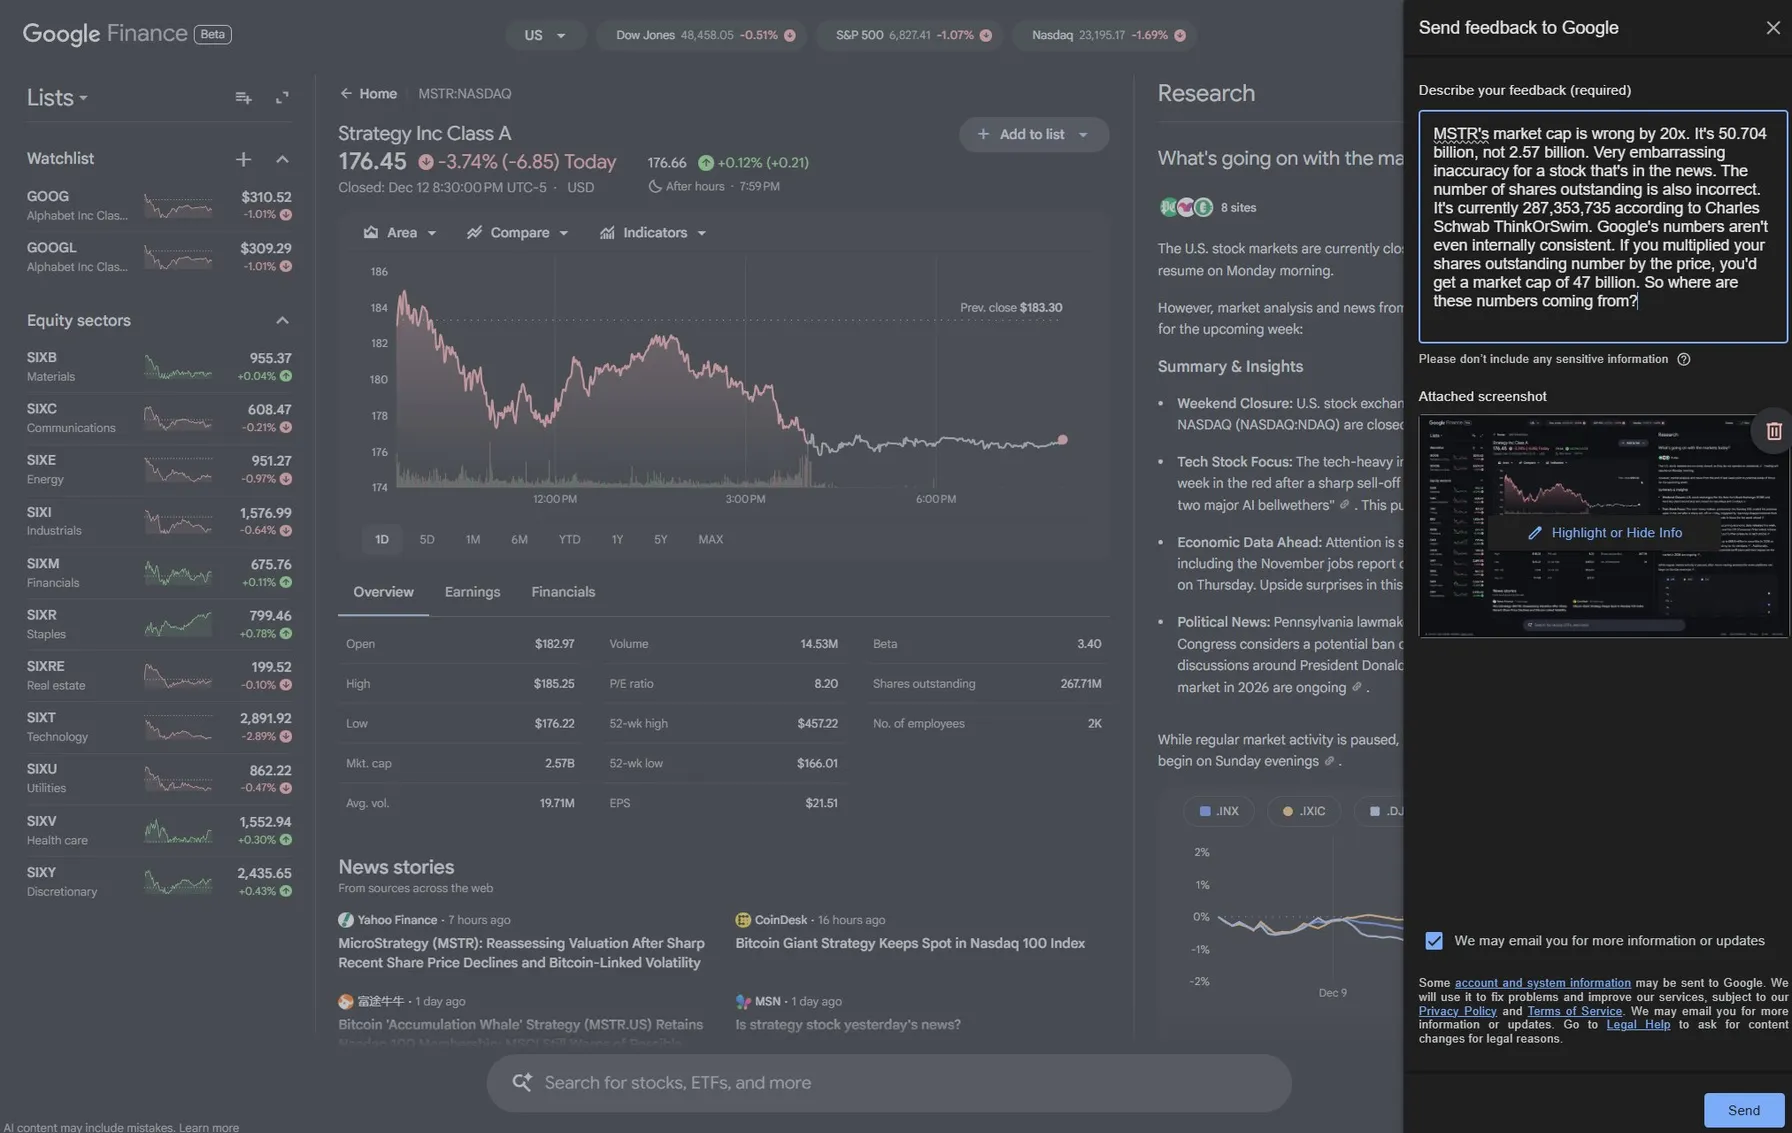 Google Finance Beta
US
Dow Jones 48,458.05 -0.51%
S&P 500 6,827.41 -1.07%
Nasdaq 23,195.17 -1.69%
Lists
Watchlist
GOOG $310.52
Alphabet Inc Clas... -1.01%
GOOGL $309.29
Alphabet Inc Clas... -1.01%
Equity sectors
SIXB 955.37
Materials +0.04%
SIXC 608.47
Communications -0.21%
SIXE 951.27
Energy -0.97%
SIXI 1,576.99
Industrials -0.64%
SIXM 675.76
Financials +0.11%
SIXR 799.46
Staples +0.78%
SIXRE 199.52
Real estate -0.10%
SIXT 2,891.92
Technology -2.89%
SIXU 862.22
Utilities -0.47%
SIXV 1,552.94
Health care +0.30%
SIXY 2,435.65
Discretionary +0.43%
Home MSTR:NASDAQ
Strategy Inc Class A
Add to list
176.45 -3.74% (-6.85) Today 176.66 +0.12% (+0.21)
Closed: Dec 12 8:30:00 PM UTC-5 · USD After hours · 7:59 PM
Area Compare Indicators
186
184
182
180
178
176
174
Prev. close $183.30
12:00 PM 3:00 PM 6:00 PM
1D 5D 1M 6M YTD 1Y 5Y MAX
Overview Earnings Financials
Open $182.97 Volume 14.53M Beta 3.40
High $185.25 P/E ratio 8.20 Shares outstanding 267.71M
Low $176.22 52-wk high $457.22 No. of employees 2K
Mkt. cap 2.57B 52-wk low $166.01
Avg. vol. 19.71M EPS $21.51
News stories
From sources across the web
Yahoo Finance · 7 hours ago
MicroStrategy (MSTR): Reassessing Valuation After Sharp
Recent Share Price Declines and Bitcoin-Linked Volatility
CoinDesk · 16 hours ago
Bitcoin Giant Strategy Keeps Spot in Nasdaq 100 Index
富途牛牛 · 1 day ago
Bitcoin 'Accumulation Whale' Strategy (MSTR.US) Retains
MSN · 1 day ago
Is strategy stock yesterday's news?
Search for stocks, ETFs, and more
AI content may include mistakes. Learn more
Research
What's going on with the ma
8 sites
The U.S. stock markets are currently clos
resume on Monday morning.
However, market analysis and news from
for the upcoming week:
Summary & Insights
• Weekend Closure: U.S. stock exchan
NASDAQ (NASDAQ:NDAQ) are closed
• Tech Stock Focus: The tech-heavy in
week in the red after a sharp sell-off
two major AI bellwethers" . This pu
• Economic Data Ahead: Attention is s
including the November jobs report o
on Thursday. Upside surprises in this
• Political News: Pennsylvania lawmak
Congress considers a potential ban o
discussions around President Donald
market in 2026 are ongoing .
While regular market activity is paused,
begin on Sunday evenings .
.INX .IXIC .DJ
2%
1%
0%
-1%
-2%
Dec 9
Send feedback to Google
Describe your feedback (required)
MSTR's market cap is wrong by 20x. It's 50.704
billion, not 2.57 billion. Very embarrassing
inaccuracy for a stock that's in the news. The
number of shares outstanding is also incorrect.
It's currently 287,353,735 according to Charles
Schwab ThinkOrSwim. Google's numbers aren't
even internally consistent. If you multiplied your
shares outstanding number by the price, you'd
get a market cap of 47 billion. So where are
these numbers coming from?
Please don't include any sensitive information
Attached screenshot
Highlight or Hide Info
We may email you for more information or updates
Some account and system information may be sent to Google. We
will use it to fix problems and improve our services, subject to our
Privacy Policy and Terms of Service. We may email you for more
information or updates. Go to Legal Help to ask for content
changes for legal reasons.
Send